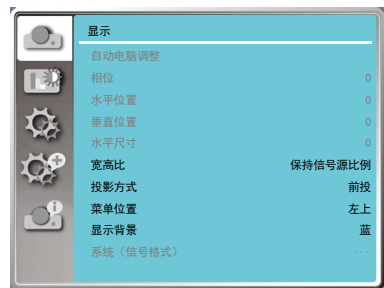 显示
自动电脑调整
相位 0
水平位置 0
垂直位置 0
水平尺寸 0
宽高比 保持信号源比例
投影方式 前投
菜单位置 左上
显示背景 蓝
系统（信号格式） ---